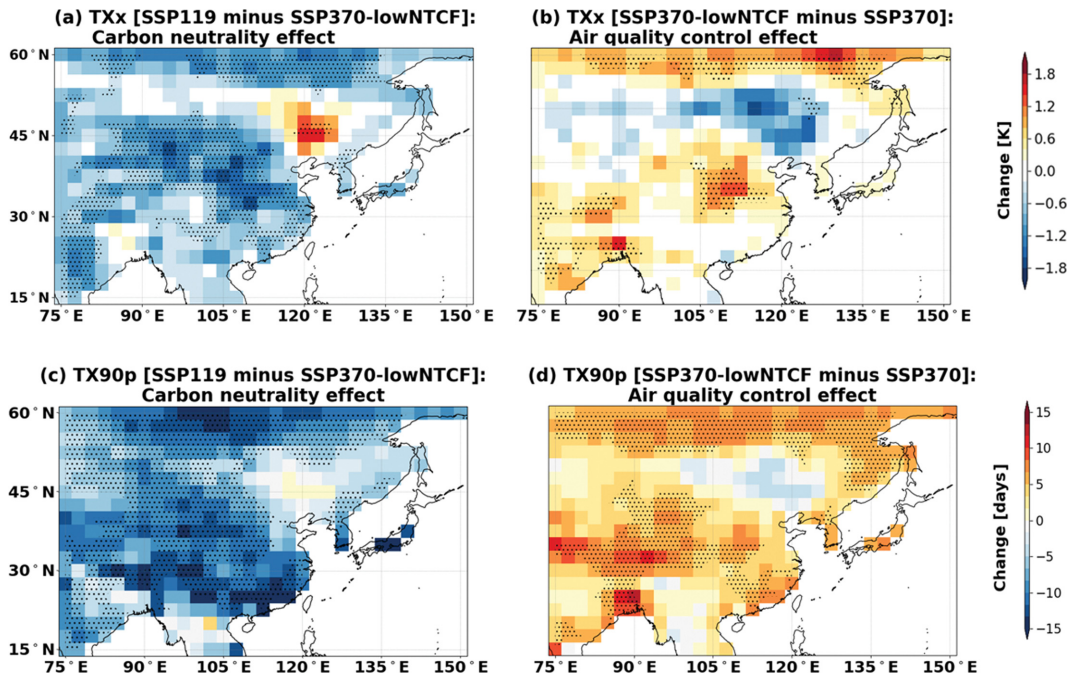 (a) TXx [SSP119 minus SSP370-lowNTCF]:
Carbon neutrality effect
(b) TXx [SSP370-lowNTCF minus SSP370]:
Air quality control effect
60°N
45°N
30°N
15°N
75°E 90°E 105°E 120°E 135°E 150°E
75°E 90°E 105°E 120°E 135°E 150°E
1.8
1.2
0.6
0.0
−0.6
−1.2
−1.8
Change [K]
(c) TX90p [SSP119 minus SSP370-lowNTCF]:
Carbon neutrality effect
(d) TX90p [SSP370-lowNTCF minus SSP370]:
Air quality control effect
60°N
45°N
30°N
15°N
75°E 90°E 105°E 120°E 135°E 150°E
75°E 90°E 105°E 120°E 135°E 150°E
15
10
5
0
−5
−10
−15
Change [days]